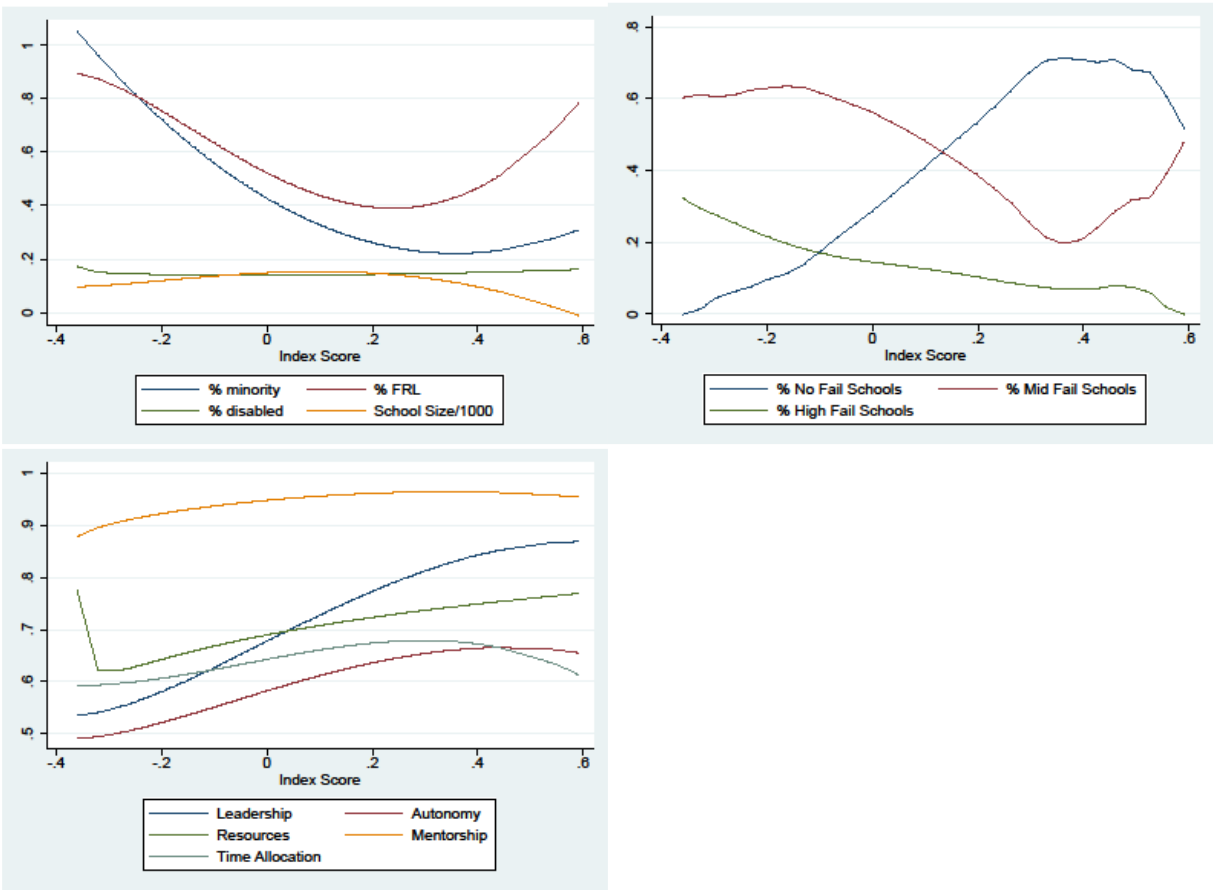 1
.8
.6
.4
.2
0
-.4 -.2 0 .2 .4 .6
Index Score
% minority % FRL
% disabled School Size/1000
.8
.6
.4
.2
0
-.4 -.2 0 .2 .4 .6
Index Score
% No Fail Schools % Mid Fail Schools
% High Fail Schools
1
.9
.8
.7
.6
.5
-.4 -.2 0 .2 .4 .6
Index Score
Leadership Autonomy
Resources Mentorship
Time Allocation